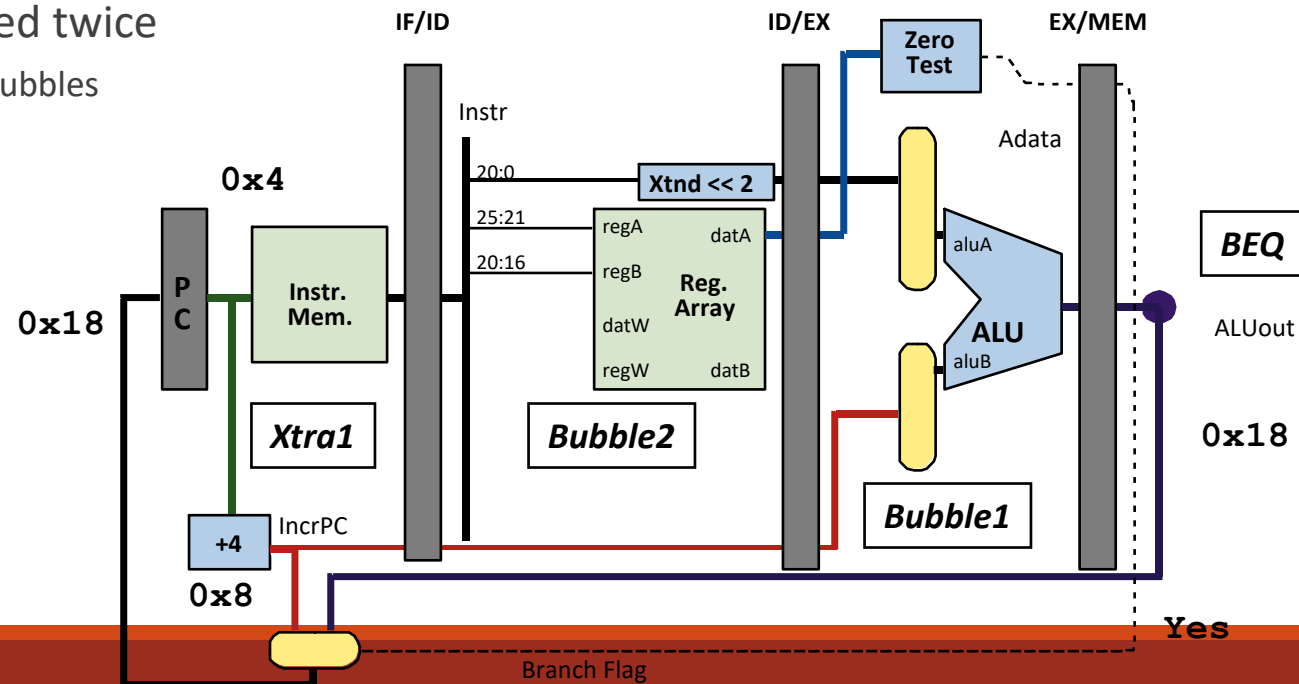 ed twice
ubbles
IF/ID
ID/EX
EX/MEM
Zero
Test
Instr
Adata
20:0
Xtnd << 2
0x4
25:21
20:16
P
C
Instr.
Mem.
regA
datA
regB
Reg.
Array
datW
regW
datB
aluA
ALU
aluB
BEQ
ALUout
0x18
0x18
Xtra1
Bubble2
Bubble1
+4
IncrPC
0x8
Yes
Branch Flag